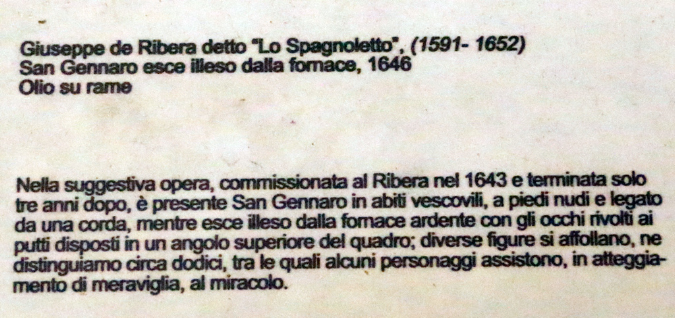 Giuseppe de Ribera detto "Lo Spagnoletto", (1591- 1652)
San Gennaro esce illeso dalla fornace, 1646
Olio su rame
Nella suggestiva opera, commissionata al Ribera nel 1643 e terminata solo
tre anni dopo, è presente San Gennaro in abiti vescovili, a piedi nudi e legato
da una corda, mentre esce illeso dalla fornace ardente con gli occhi rivolti ai
putti disposti in un angolo superiore del quadro; diverse figure si affollano, ne
distinguiamo circa dodici, tra le quali alcuni personaggi assistono, in atteggia-
mento di meraviglia, al miracolo.